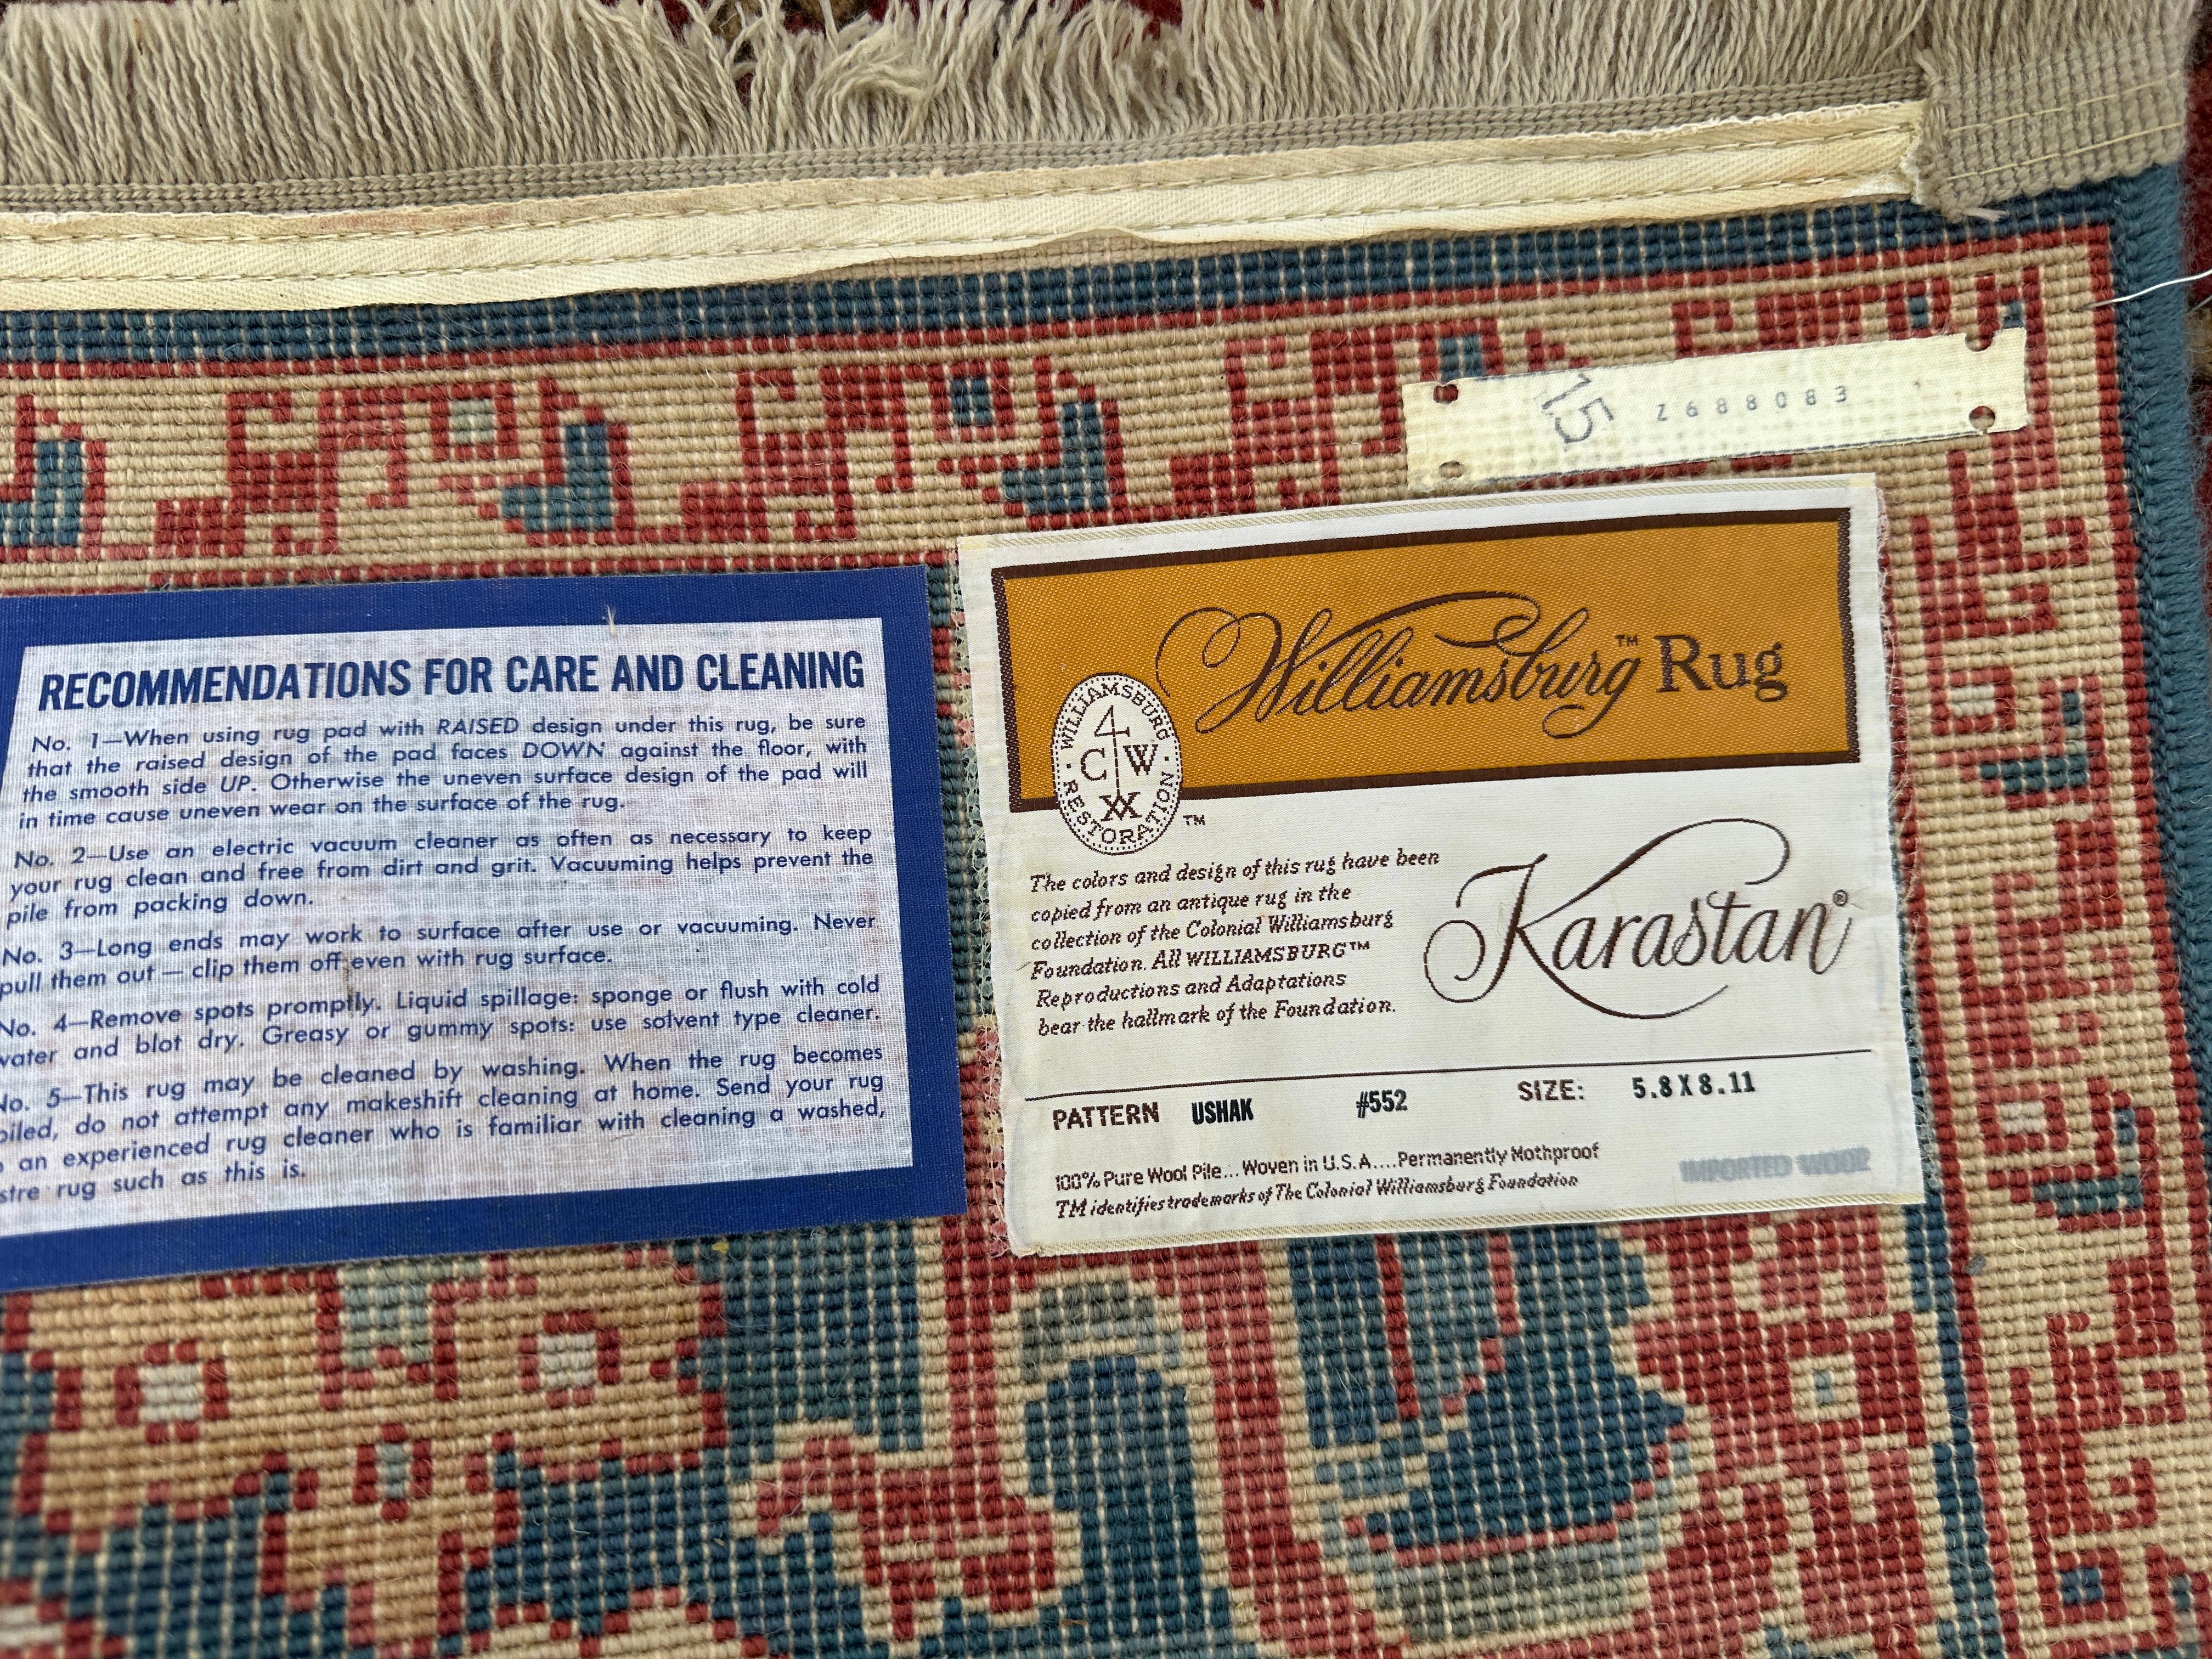 15 Z688083
RECOMMENDATIONS FOR CARE AND CLEANING
No. 1—When using rug pad with RAISED design under this rug, be sure
that the raised design of the pad faces DOWN against the floor, with
the smooth side UP. Otherwise the uneven surface design of the pad will
in time cause uneven wear on the surface of the rug.
No. 2—Use an electric vacuum cleaner as often as necessary to keep
your rug clean and free from dirt and grit. Vacuuming helps prevent the
pile from packing down.
No. 3—Long ends may work to surface after use or vacuuming. Never
pull them out — clip them off even with rug surface.
No. 4—Remove spots promptly. Liquid spillage: sponge or flush with cold
water and blot dry. Greasy or gummy spots: use solvent type cleaner.
No. 5—This rug may be cleaned by washing. When the rug becomes
oiled, do not attempt any makeshift cleaning at home. Send your rug
an experienced rug cleaner who is familiar with cleaning a washed,
stre rug such as this is.
Williamsburg™ Rug
WILLIAMSBURG RESTORATION
CW
TM
The colors and design of this rug have been
copied from an antique rug in the
collection of the Colonial Williamsburg
Foundation. All WILLIAMSBURG™
Reproductions and Adaptations
bear the hallmark of the Foundation.
Karastan®
PATTERN USHAK #552 SIZE: 5.8 X 8.11
100% Pure Wool Pile...Woven in U.S.A....Permanently Mothproof
TM identifies trademarks of The Colonial Williamsburg Foundation
IMPORTED WOOL